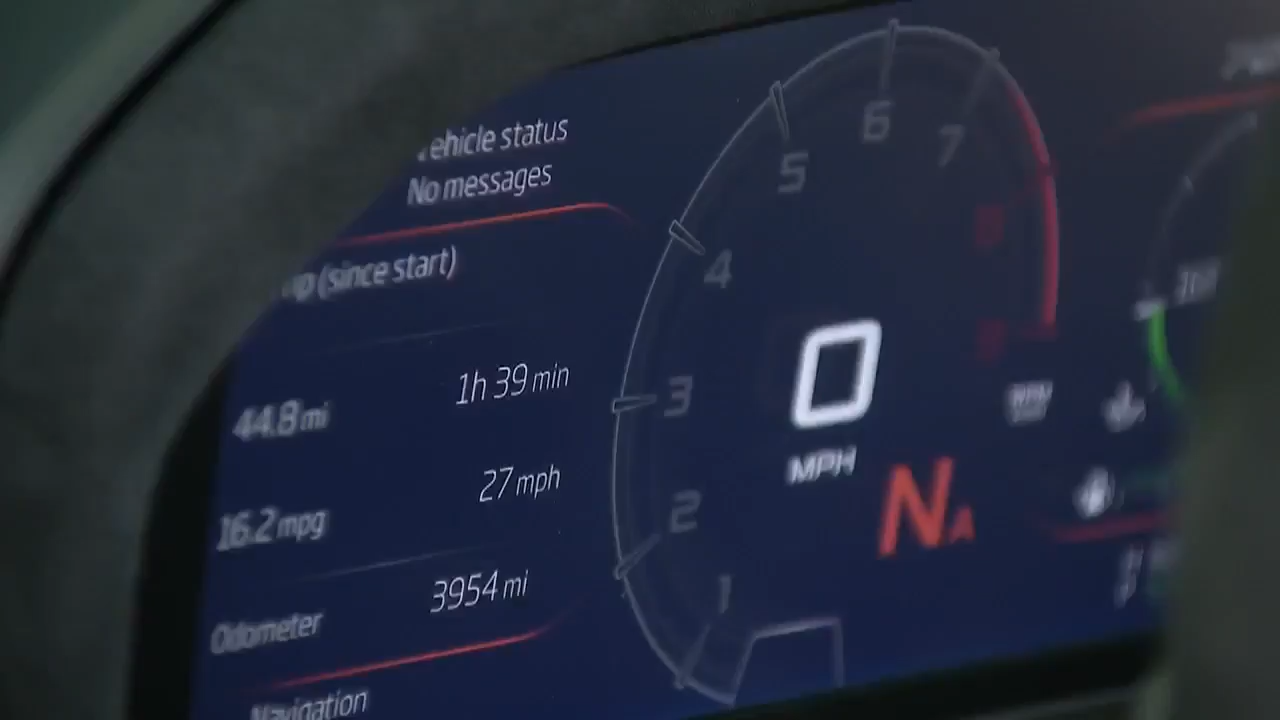 ehicle status
No messages
(since start)
1h 39 min
44.8 mi
27 mph
16.2 mpg
3954 mi
Odometer
Navigation
1
2
3
4
5
6
7
0
MPH
NA